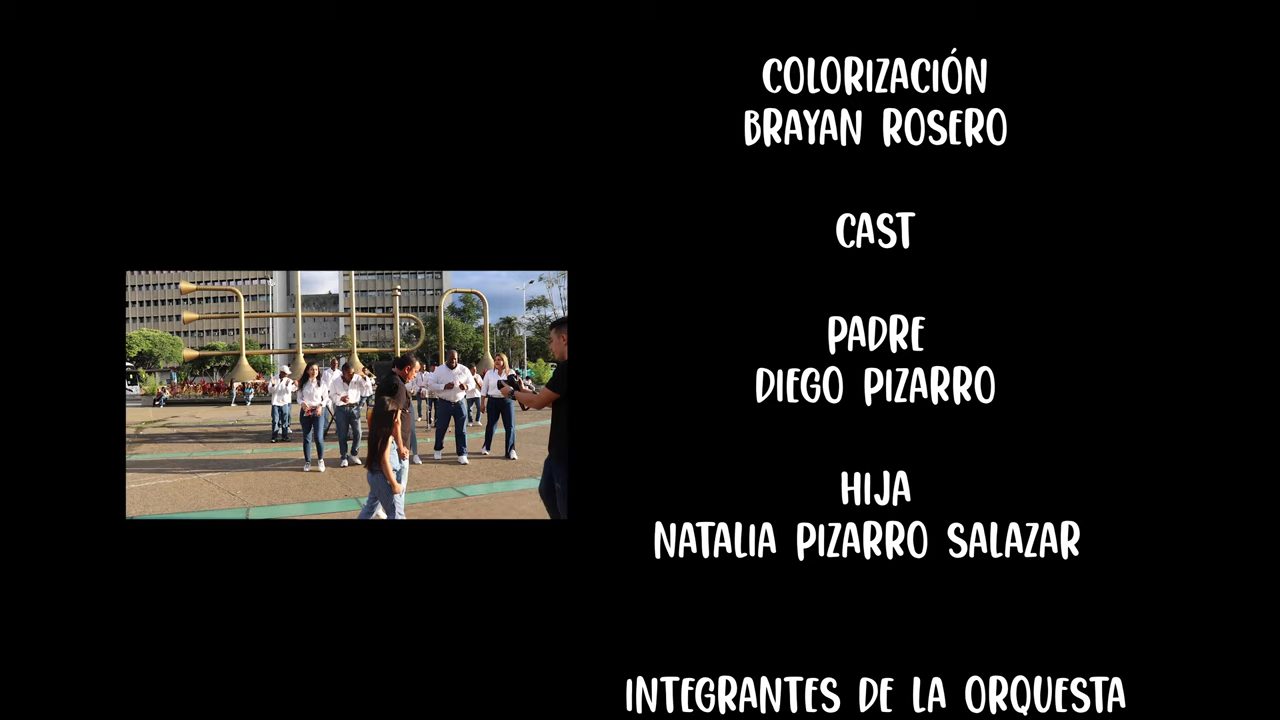 COLORIZACIÓN
BRAYAN ROSERO
CAST
PADRE
DIEGO PIZARRO
HIJA
NATALIA PIZARRO SALAZAR
INTEGRANTES DE LA ORQUESTA